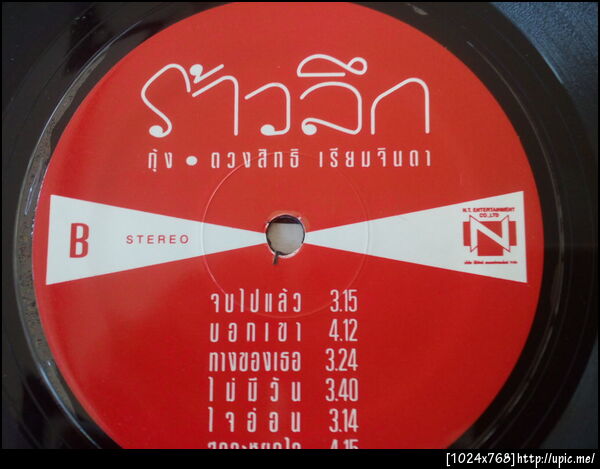 ร้าวลึก
กุ้ง • ดวงสิทธิ์ เรียมจินดา
B STEREO
N.T. ENTERTAINMENT
CO.,LTD
N
จบไปแล้ว 3.15
บอกเขา 4.12
ทางของเธอ 3.24
ไม่มีวัน 3.40
ใจอ่อน 3.14
4.15
[1024x768]http://upic.me/